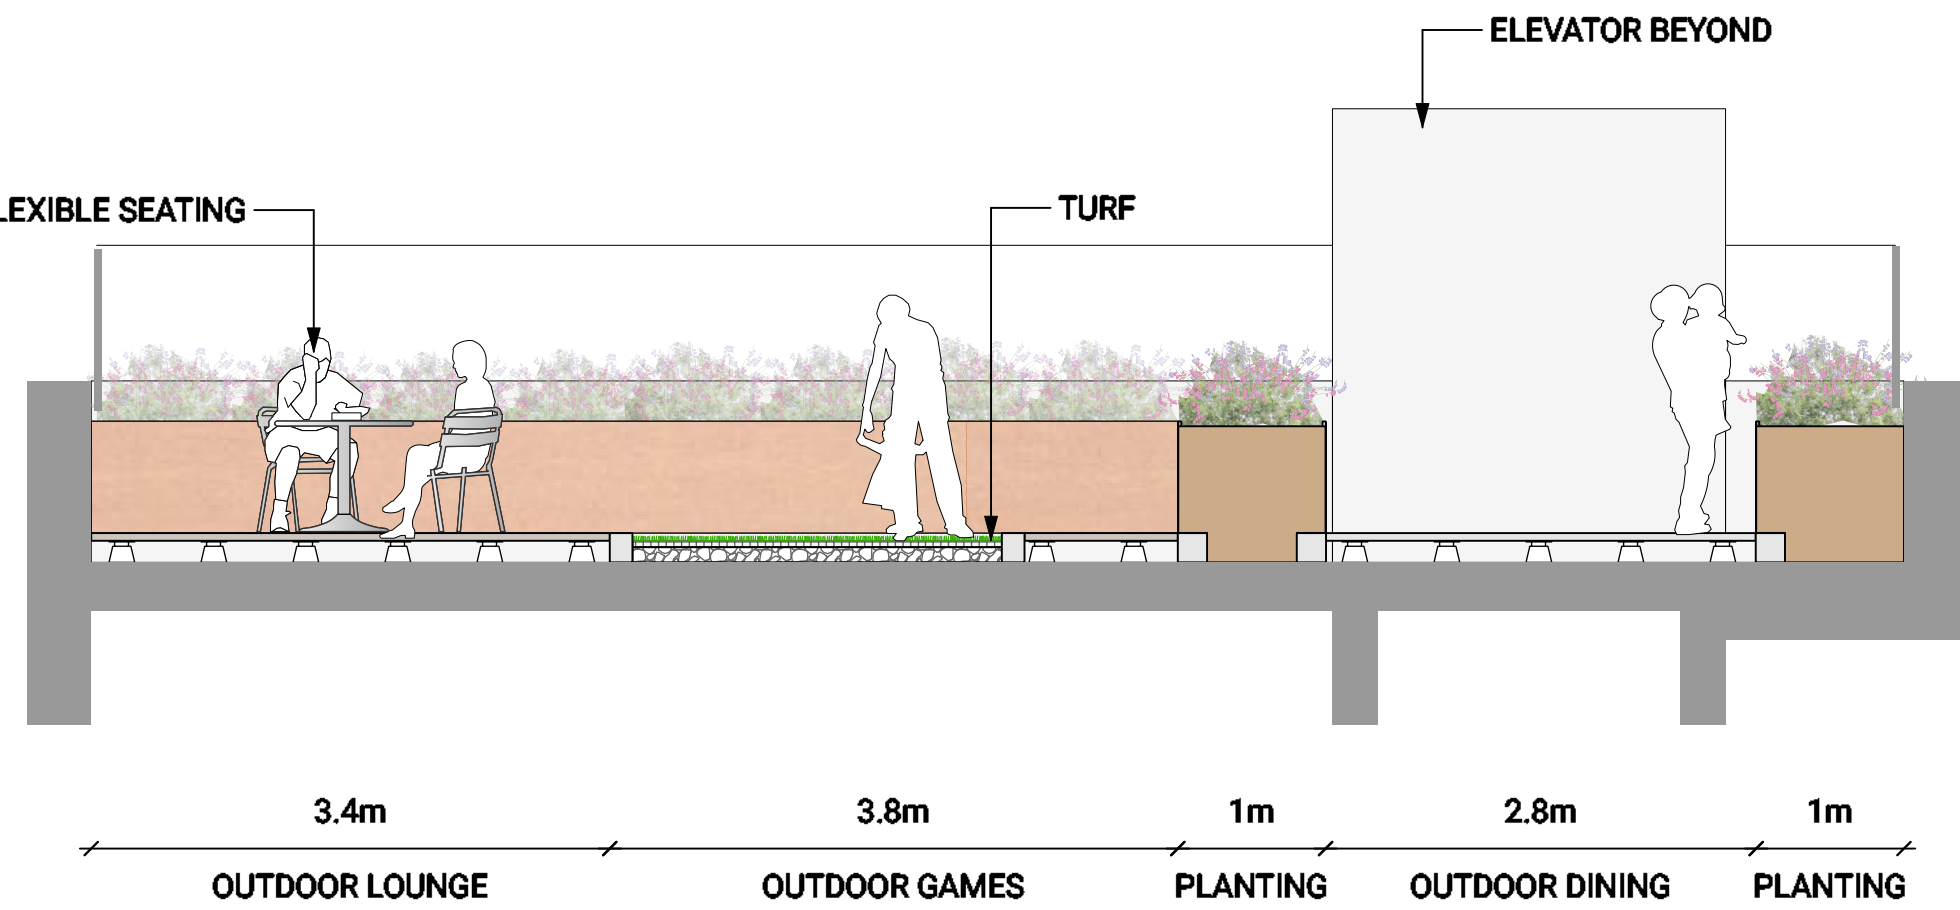 ELEVATOR BEYOND
LEXIBLE SEATING
TURF
3.4m
3.8m
1m
2.8m
1m
OUTDOOR LOUNGE
OUTDOOR GAMES
PLANTING
OUTDOOR DINING
PLANTING